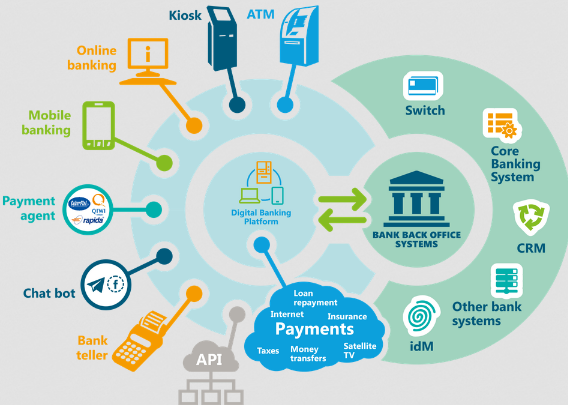 Kiosk
ATM
Online
banking
Mobile
banking
Payment
agent
QIWI
rapida
Chat bot
Bank
teller
API
Digital Banking
Platform
Loan
repayment
Internet
Insurance
Payments
Taxes
Money
transfers
Satellite
TV
BANK BACK OFFICE
SYSTEMS
Switch
Core
Banking
System
CRM
Other bank
systems
idM